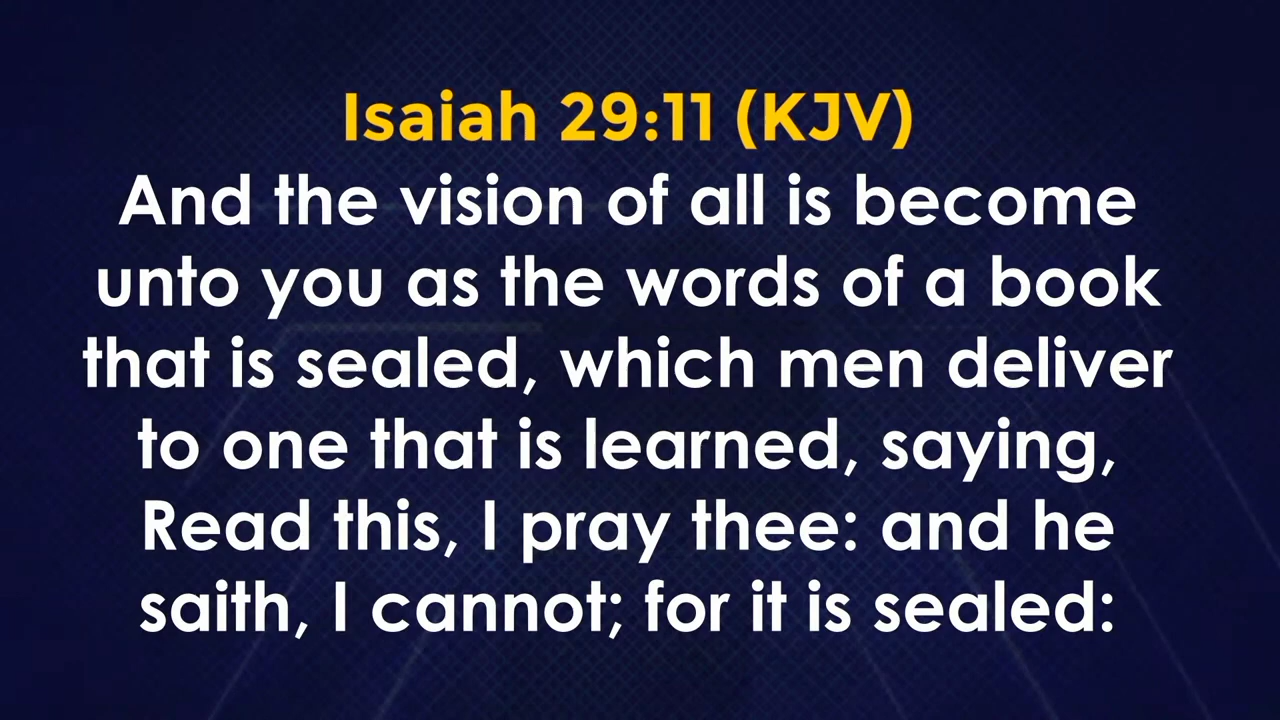 Isaiah 29:11 (KJV)
And the vision of all is become
unto you as the words of a book
that is sealed, which men deliver
to one that is learned, saying,
Read this, I pray thee: and he
saith, I cannot; for it is sealed: